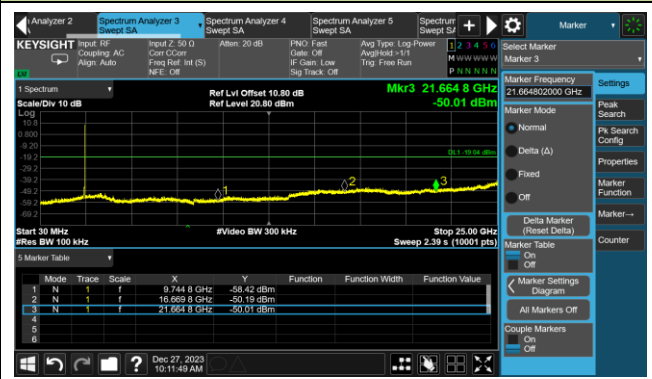 Analyzer 2
Spectrum Analyzer 3
Swept SA
Spectrum Analyzer 4
Swept SA
Spectrum Analyzer 5
Swept SA
Spectrum
Swept SA
Marker
KEYSIGHT
Input: RF
Coupling: AC
Align: Auto
Input Z: 50 Ω
Corr CCorr
Freq Ref: Int (S)
NFE: Off
Atten: 20 dB
PNO: Fast
Gate: Off
IF Gain: Low
Sig Track: Off
Avg Type: Log-Power
Avg|Hold:>1/1
Trig: Free Run
1 2 3 4 5 6
M W W W W W
P N N N N N
LXI
Select Marker
Marker 3
1 Spectrum
Scale/Div 10 dB
Log
Ref Lvl Offset 10.80 dB
Ref Level 20.80 dBm
Mkr3 21.664 8 GHz
-50.01 dBm
10.8
0.800
-9.20
-19.2
-29.2
-39.2
-49.2
-59.2
-69.2
DL1 -19.04 dBm
1
2
3
Start 30 MHz
#Res BW 100 kHz
#Video BW 300 kHz
Stop 25.00 GHz
Sweep 2.39 s (10001 pts)
5 Marker Table
Mode Trace Scale X Y Function Function Width Function Value
1 N 1 f 9.744 8 GHz -58.42 dBm
2 N 1 f 16.669 8 GHz -50.19 dBm
3 N 1 f 21.664 8 GHz -50.01 dBm
4
5
6
Marker Frequency
21.664802000 GHz
Marker Mode
Normal
Delta (Δ)
Fixed
Off
Delta Marker
(Reset Delta)
Marker Table
On
Off
Marker Settings
Diagram
All Markers Off
Couple Markers
On
Off
Settings
Peak
Search
Pk Search
Config
Properties
Marker
Function
Marker→
Counter
?
Dec 27, 2023
10:11:49 AM